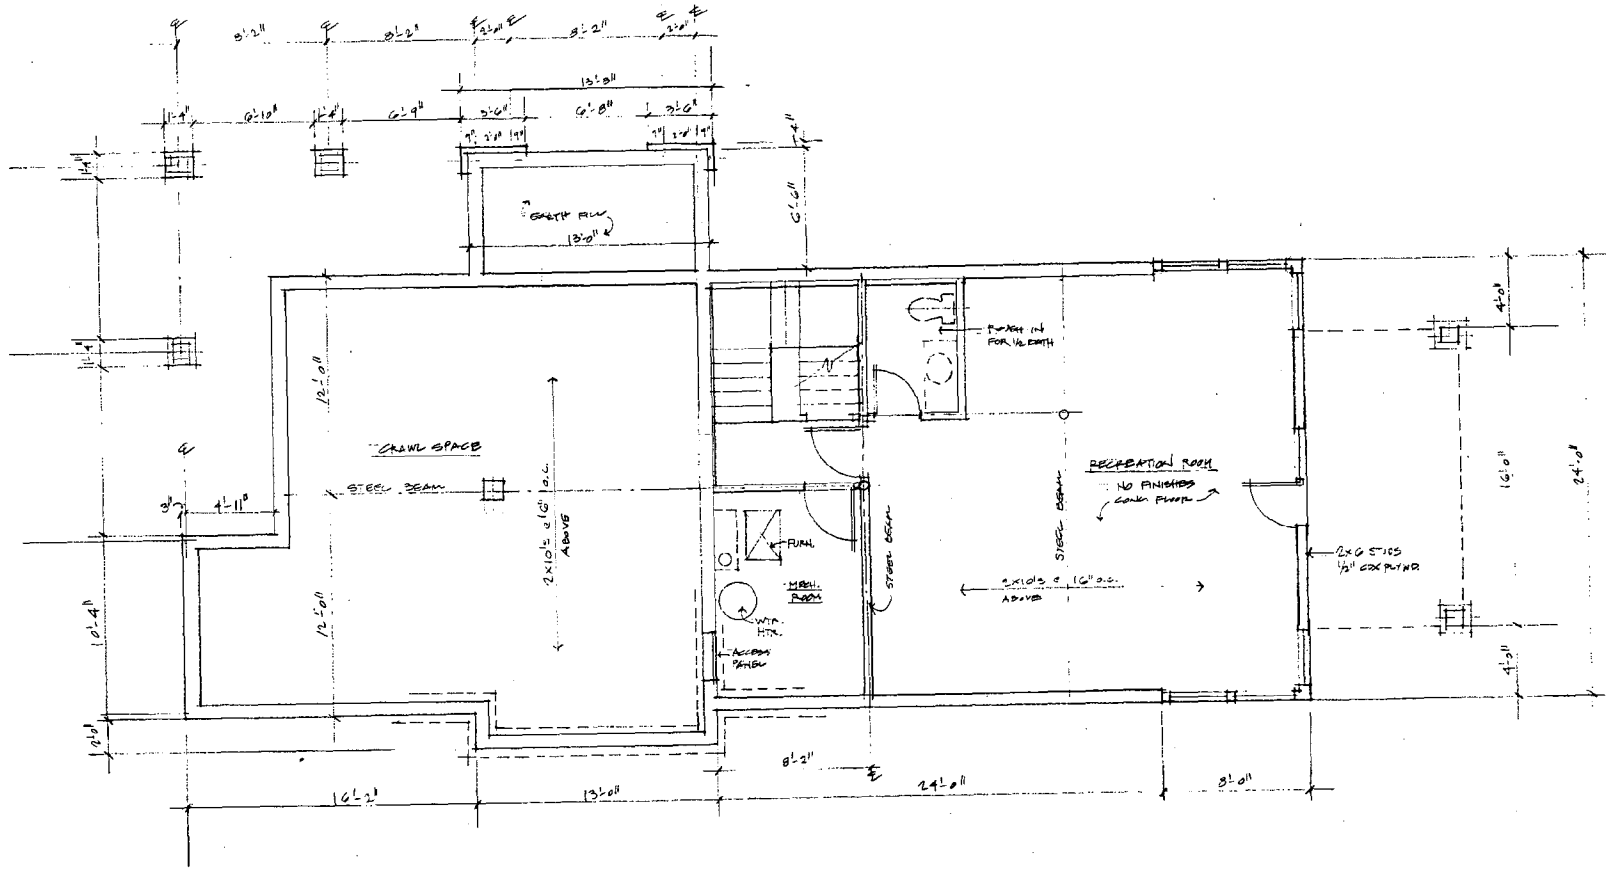 ℄ ℄ ℄ ℄ ℄ ℄
8'-2" 8'-2" 2'-0" 8'-2" 2'-0"
13'-8"
1'-4" 6'-10" 1'-4" 6'-9" 3'-6" 6'-8" 3'-6"
9" 2'-0" 9" 9" 2'-0" 9"
1'-4"
1'-4"
6'-6"
EARTH FILL
13'-0"
4'-0"
ROUGH IN
FOR 1/2 BATH
1'-4"
12'-0"
24'-0"
16'-0"
CRAWL SPACE
℄
STEEL BEAM
RECREATION ROOM
NO FINISHES
CONC. FLOOR
STEEL BEAM
3" 4'-11"
2x10's @ 16" O.C.
ABOVE
FURN.
STEEL BEAM
2x6 STUDS
1/2" CDX PLYWD.
MECH.
ROOM
2x10's @ 16" O.C.
ABOVE
10'-4"
12'-0"
WTR.
HTR.
ACCESS
PANEL
4'-0"
2'-0"
8'-2"
℄
16'-2" 13'-0" 24'-0" 8'-0"